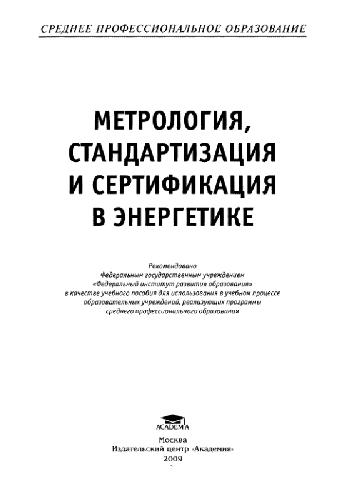 СРЕДНЕЕ ПРОФЕССИОНАЛЬНОЕ ОБРАЗОВАНИЕ
МЕТРОЛОГИЯ,
СТАНДАРТИЗАЦИЯ
И СЕРТИФИКАЦИЯ
В ЭНЕРГЕТИКЕ
Рекомендовано
Федеральным государственным учреждением
«Федеральный институт развития образования»
в качестве учебного пособия для использования в учебном процессе
образовательных учреждений, реализующих программы
среднего профессионального образования
ACADEMA
Москва
Издательский центр «Академия»
2009